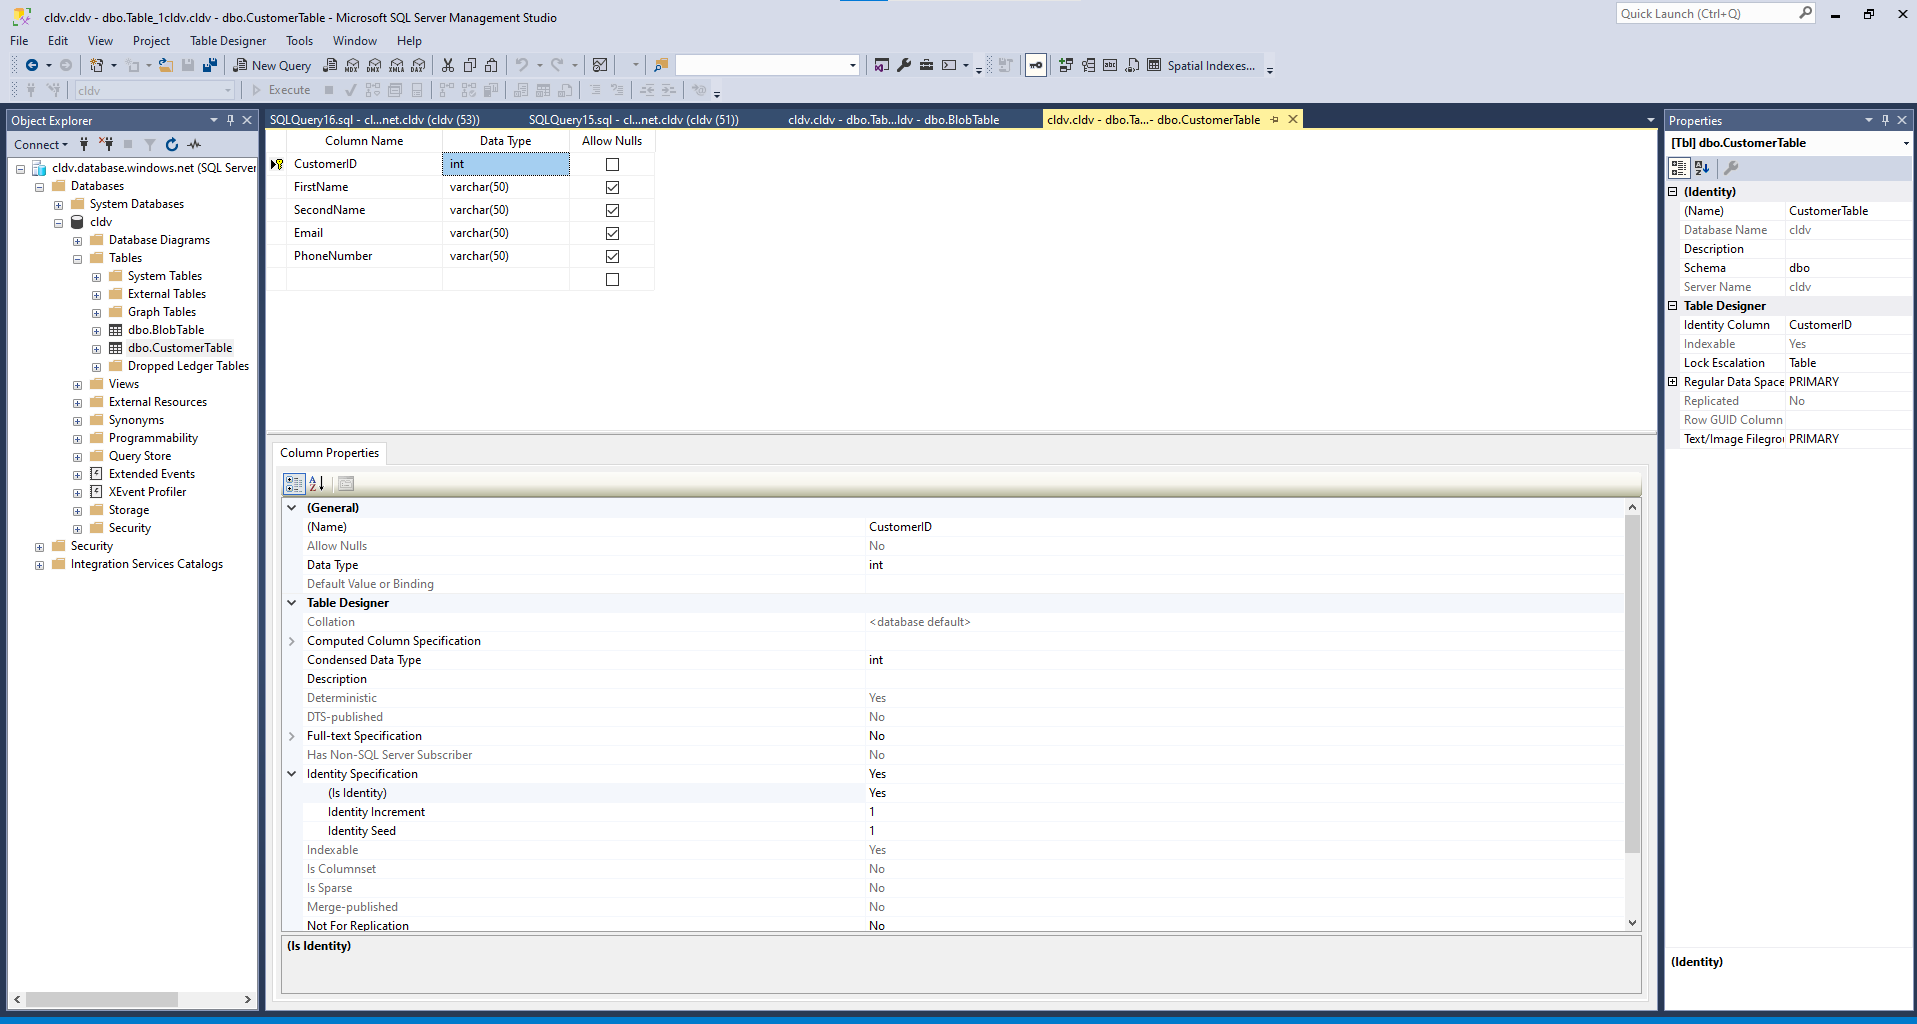 cldv.cldv - dbo.Table_1cldv.cldv - dbo.CustomerTable - Microsoft SQL Server Management Studio
Quick Launch (Ctrl+Q)
File Edit View Project Table Designer Tools Window Help
New Query
Spatial Indexes...
cldv
Execute
Object Explorer
Connect
cldv.database.windows.net (SQL Server
Databases
System Databases
cldv
Database Diagrams
Tables
System Tables
External Tables
Graph Tables
dbo.BlobTable
dbo.CustomerTable
Dropped Ledger Tables
Views
External Resources
Synonyms
Programmability
Query Store
Extended Events
XEvent Profiler
Storage
Security
Security
Integration Services Catalogs
SQLQuery16.sql - cl...net.cldv (cldv (53))
SQLQuery15.sql - cl...net.cldv (cldv (51))
cldv.cldv - dbo.Tab...ldv - dbo.BlobTable
cldv.cldv - dbo.Ta...- dbo.CustomerTable
Column Name Data Type Allow Nulls
CustomerID int
FirstName varchar(50)
SecondName varchar(50)
Email varchar(50)
PhoneNumber varchar(50)
Column Properties
(General)
(Name) CustomerID
Allow Nulls No
Data Type int
Default Value or Binding
Table Designer
Collation <database default>
Computed Column Specification
Condensed Data Type int
Description
Deterministic Yes
DTS-published No
Full-text Specification No
Has Non-SQL Server Subscriber No
Identity Specification Yes
(Is Identity) Yes
Identity Increment 1
Identity Seed 1
Indexable Yes
Is Columnset No
Is Sparse No
Merge-published No
Not For Replication No
(Is Identity)
Properties
[Tbl] dbo.CustomerTable
(Identity)
(Name) CustomerTable
Database Name cldv
Description
Schema dbo
Server Name cldv
Table Designer
Identity Column CustomerID
Indexable Yes
Lock Escalation Table
Regular Data Space PRIMARY
Replicated No
Row GUID Column
Text/Image Filegrou PRIMARY
(Identity)